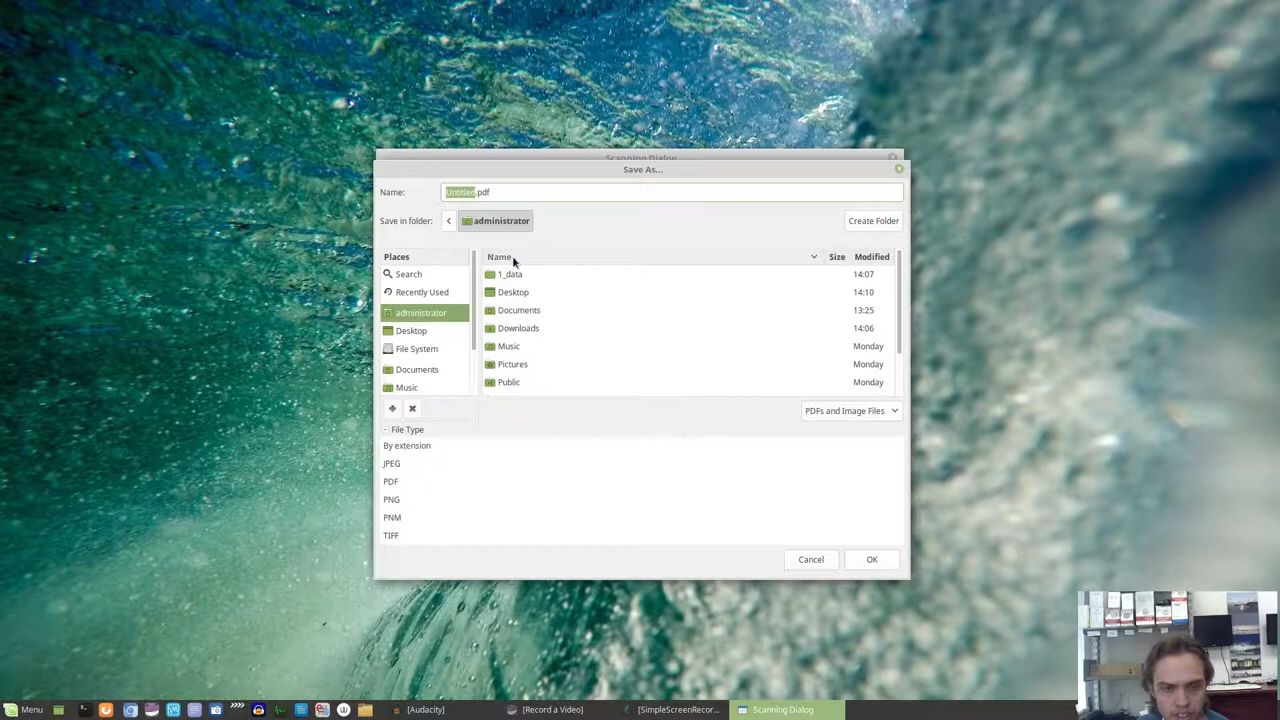 Scanning Dialog
Save As...
Name: Untitled.pdf
Save in folder: administrator Create Folder
Places Name Size Modified
Search 1_data 14:07
Recently Used Desktop 14:10
administrator Documents 13:25
Desktop Downloads 14:06
File System Music Monday
Documents Pictures Monday
Music Public Monday
PDFs and Image Files
File Type
By extension
JPEG
PDF
PNG
PNM
TIFF
Cancel OK
Menu [Audacity] [Record a Video] [SimpleScreenRecor... Scanning Dialog